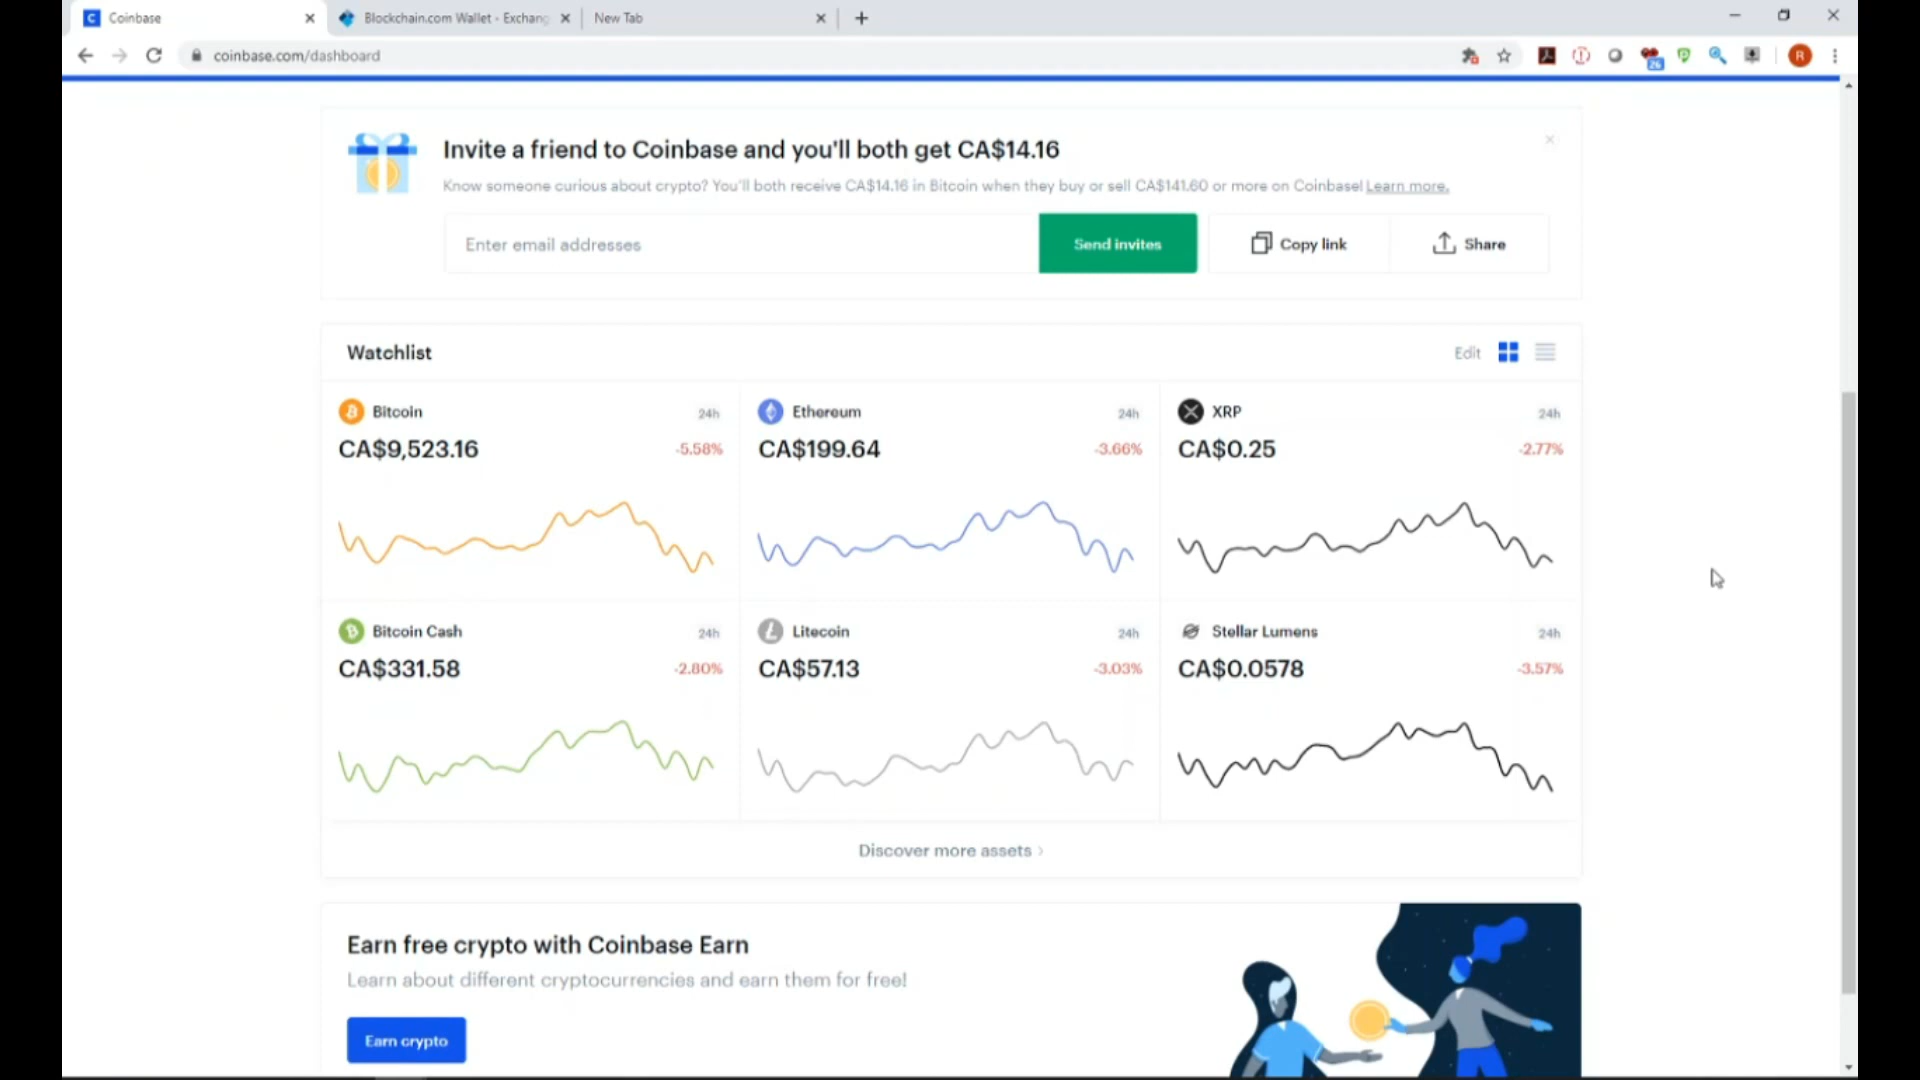 Coinbase
Blockchain.com Wallet - Exchang
New Tab
coinbase.com/dashboard
R
26
Invite a friend to Coinbase and you'll both get CA$14.16
Know someone curious about crypto? You'll both receive CA$14.16 in Bitcoin when they buy or sell CA$141.60 or more on Coinbase! Learn more.
Enter email addresses
Send invites
Copy link
Share
Watchlist
Edit
Bitcoin 24h
CA$9,523.16 -5.58%
Ethereum 24h
CA$199.64 -3.66%
XRP 24h
CA$0.25 -2.77%
Bitcoin Cash 24h
CA$331.58 -2.80%
Litecoin 24h
CA$57.13 -3.03%
Stellar Lumens 24h
CA$0.0578 -3.57%
Discover more assets
Earn free crypto with Coinbase Earn
Learn about different cryptocurrencies and earn them for free!
Earn crypto